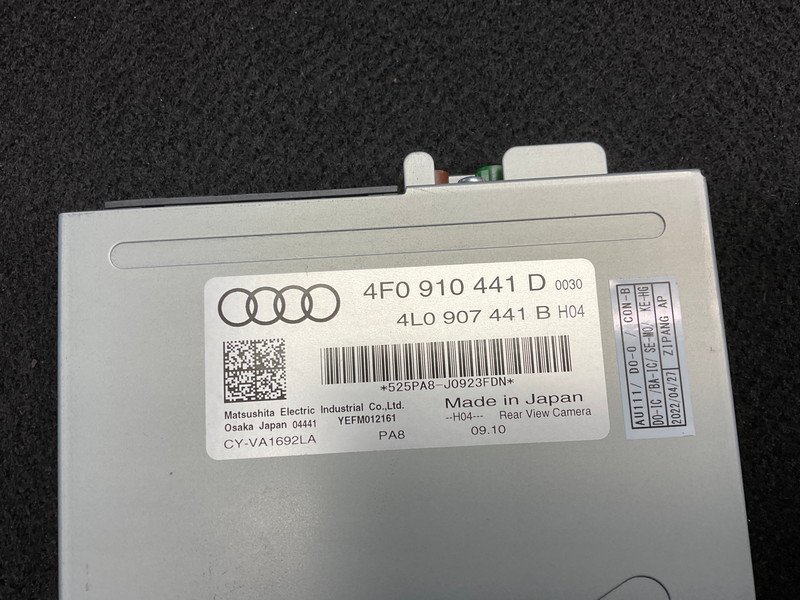 4F0 910 441 D 0030
4L0 907 441 B H04
*525PA8-J0923FDN*
Matsushita Electric Industrial Co.,Ltd.
Osaka Japan 04441 YEFM012161
CY-VA1692LA PA8
Made in Japan
--H04--- Rear View Camera
09.10
AU111/ DO-O / CON-B
DO-IC /BA-IC/ SE-MO/ KE-HG
2022/04/27 ZIPANG AP